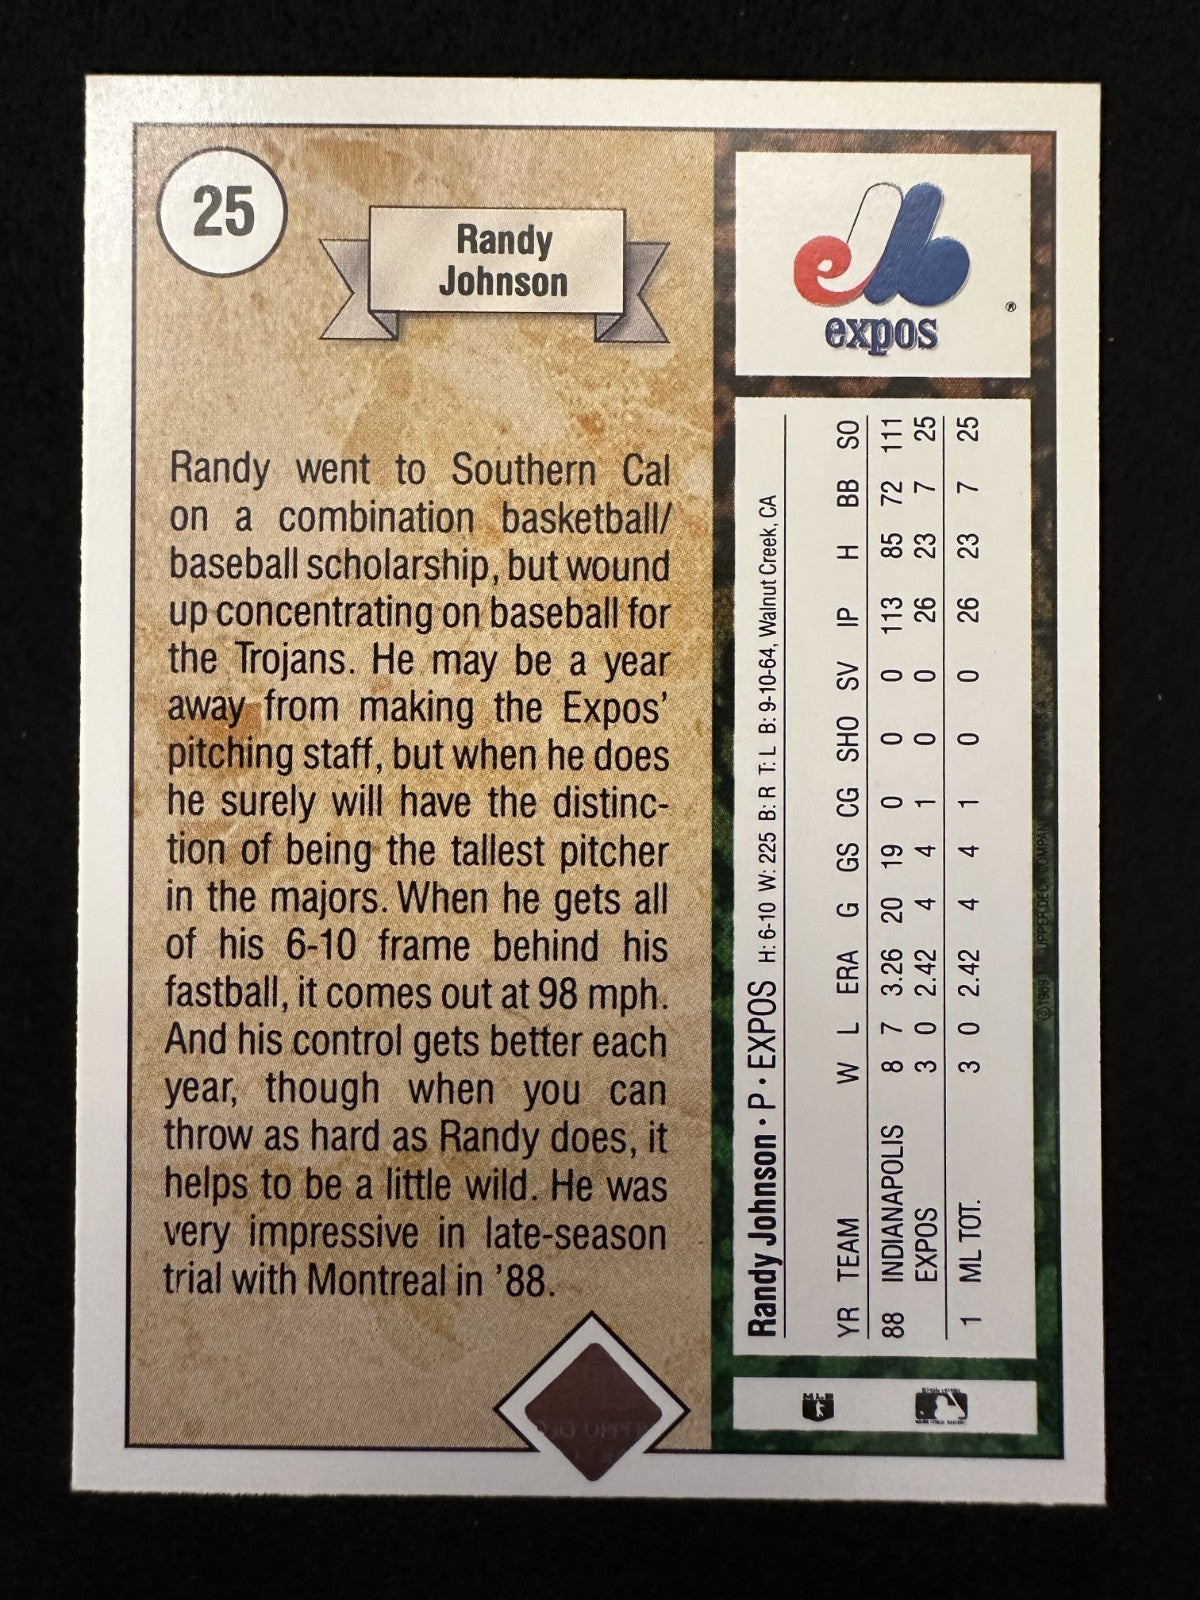 25
Randy
Johnson
Randy went to Southern Cal
on a combination basketball/
baseball scholarship, but wound
up concentrating on baseball for
the Trojans. He may be a year
away from making the Expos'
pitching staff, but when he does
he surely will have the distinc-
tion of being the tallest pitcher
in the majors. When he gets all
of his 6-10 frame behind his
fastball, it comes out at 98 mph.
And his control gets better each
year, though when you can
throw as hard as Randy does, it
helps to be a little wild. He was
very impressive in late-season
trial with Montreal in '88.
expos
®
Randy Johnson • P • EXPOS H: 6-10 W: 225 B: R T: L B: 9-10-64, Walnut Creek, CA
YR TEAM W L ERA G GS CG SHO SV IP H BB SO
88 INDIANAPOLIS 8 7 3.26 20 19 0 0 0 113 85 72 111
EXPOS 3 0 2.42 4 4 1 0 0 26 23 7 25
1 ML TOT. 3 0 2.42 4 4 1 0 0 26 23 7 25
© 1989 UPPER DECK COMPANY